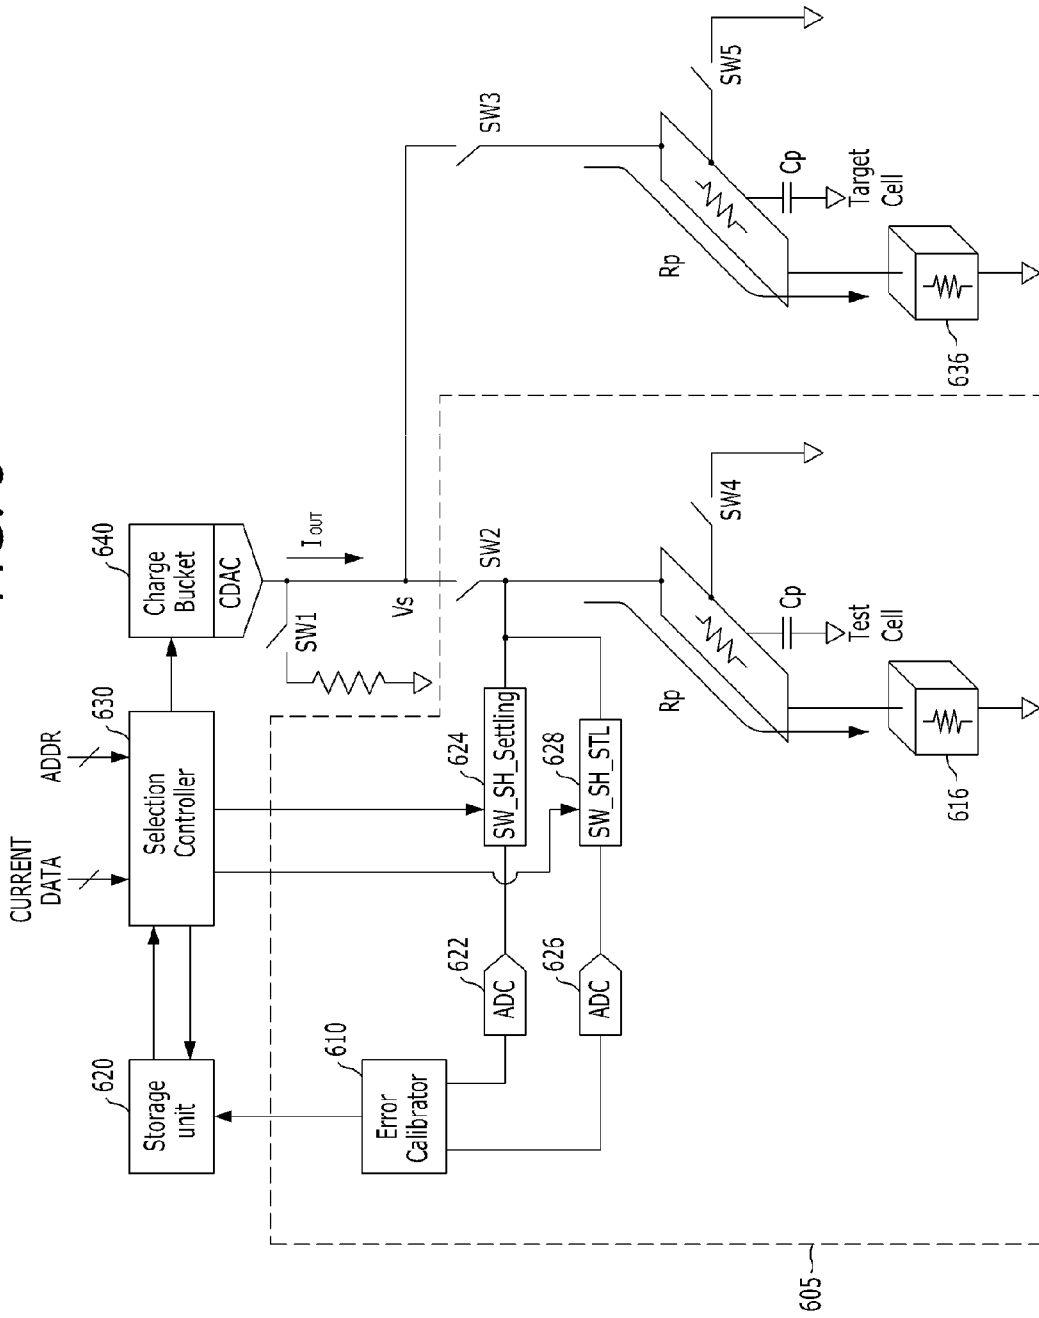 CURRENT
DATA
ADDR
620
Storage
unit
630
Selection
Controller
640
Charge
Bucket
CDAC
SW1
I OUT
Vs
SW2
SW3
610
Error
Calibrator
622
ADC
624
SW_SH_Settling
626
ADC
628
SW_SH_STL
Rp
SW4
Cp
Test
Cell
616
Rp
SW5
Cp
Target
Cell
636
605